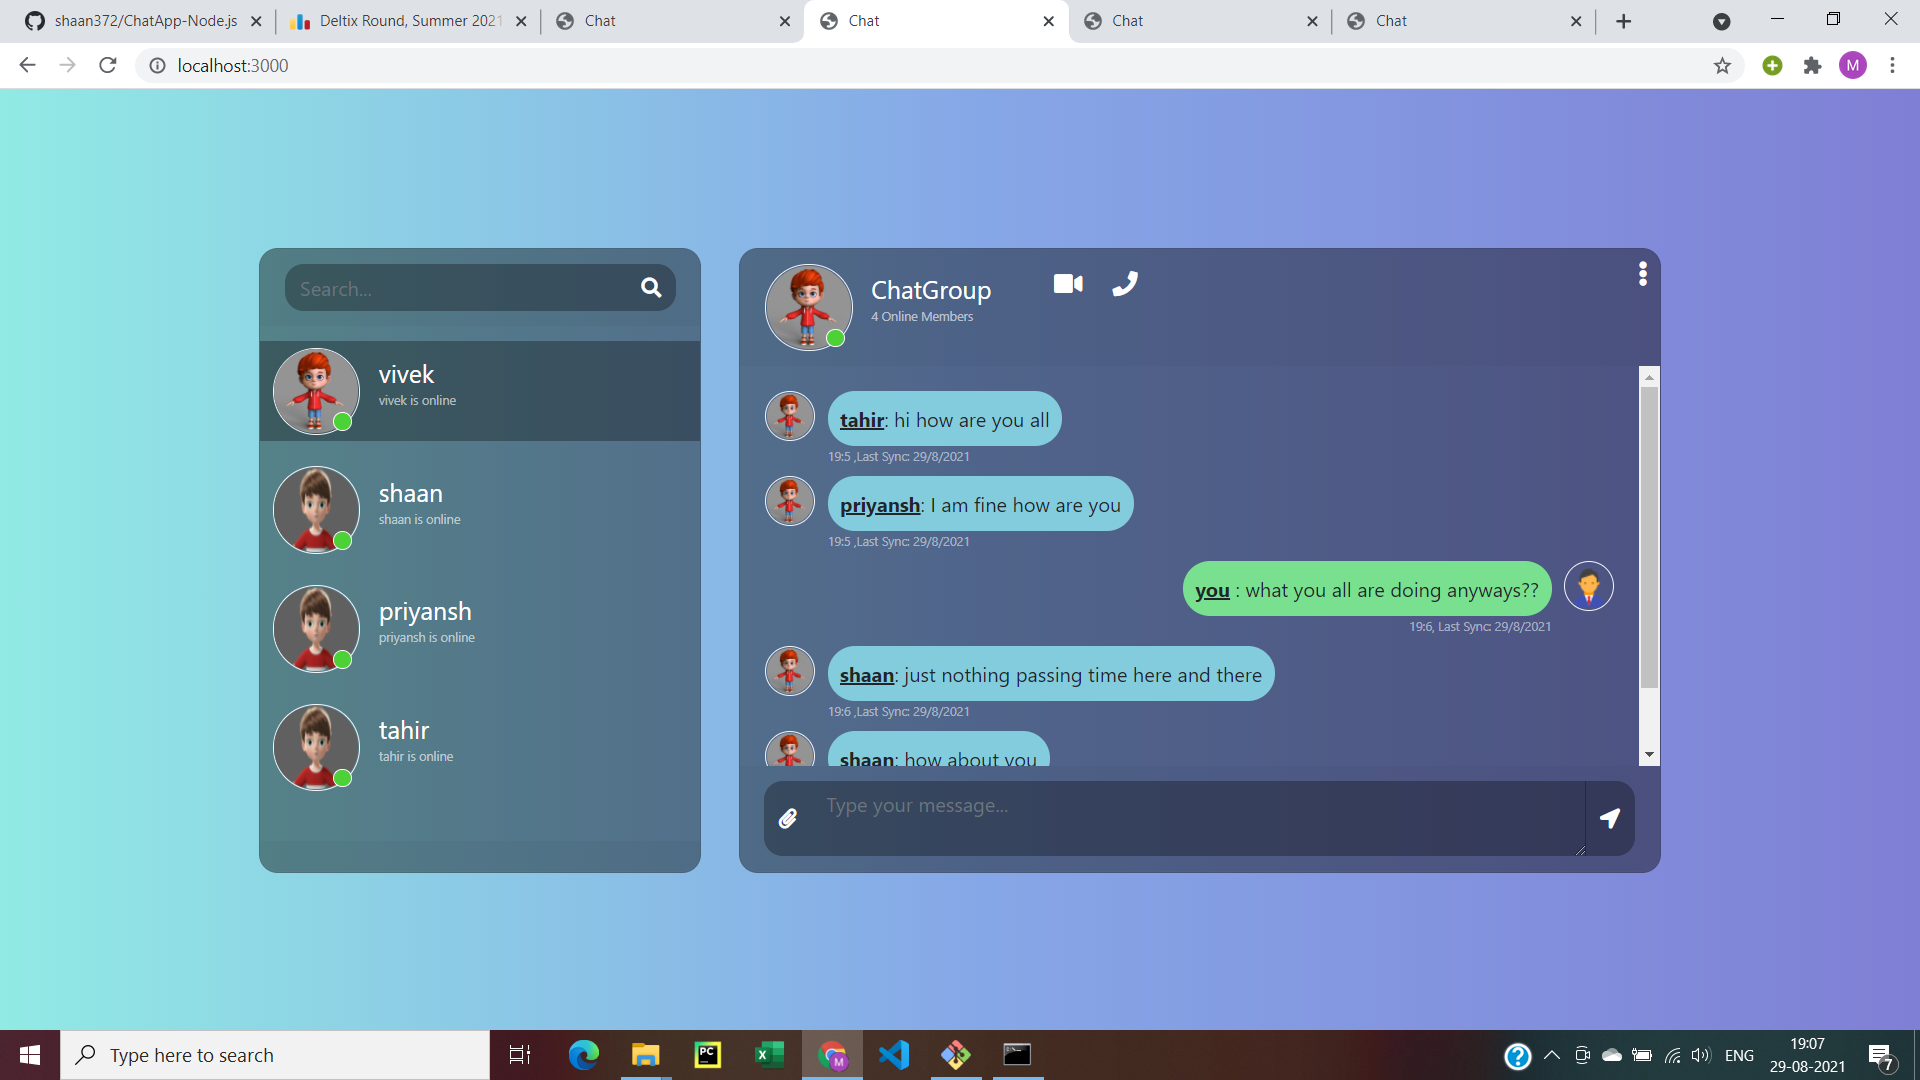 shaan372/ChatApp-Node.js
Deltix Round, Summer 2021
Chat
Chat
Chat
Chat
localhost:3000
M
Search...
vivek
vivek is online
shaan
shaan is online
priyansh
priyansh is online
tahir
tahir is online
ChatGroup
4 Online Members
tahir: hi how are you all
19:5 ,Last Sync: 29/8/2021
priyansh: I am fine how are you
19:5 ,Last Sync: 29/8/2021
you : what you all are doing anyways??
19:6, Last Sync: 29/8/2021
shaan: just nothing passing time here and there
19:6 ,Last Sync: 29/8/2021
shaan: how about you
Type your message...
Type here to search
PC
M
ENG
19:07
29-08-2021
7